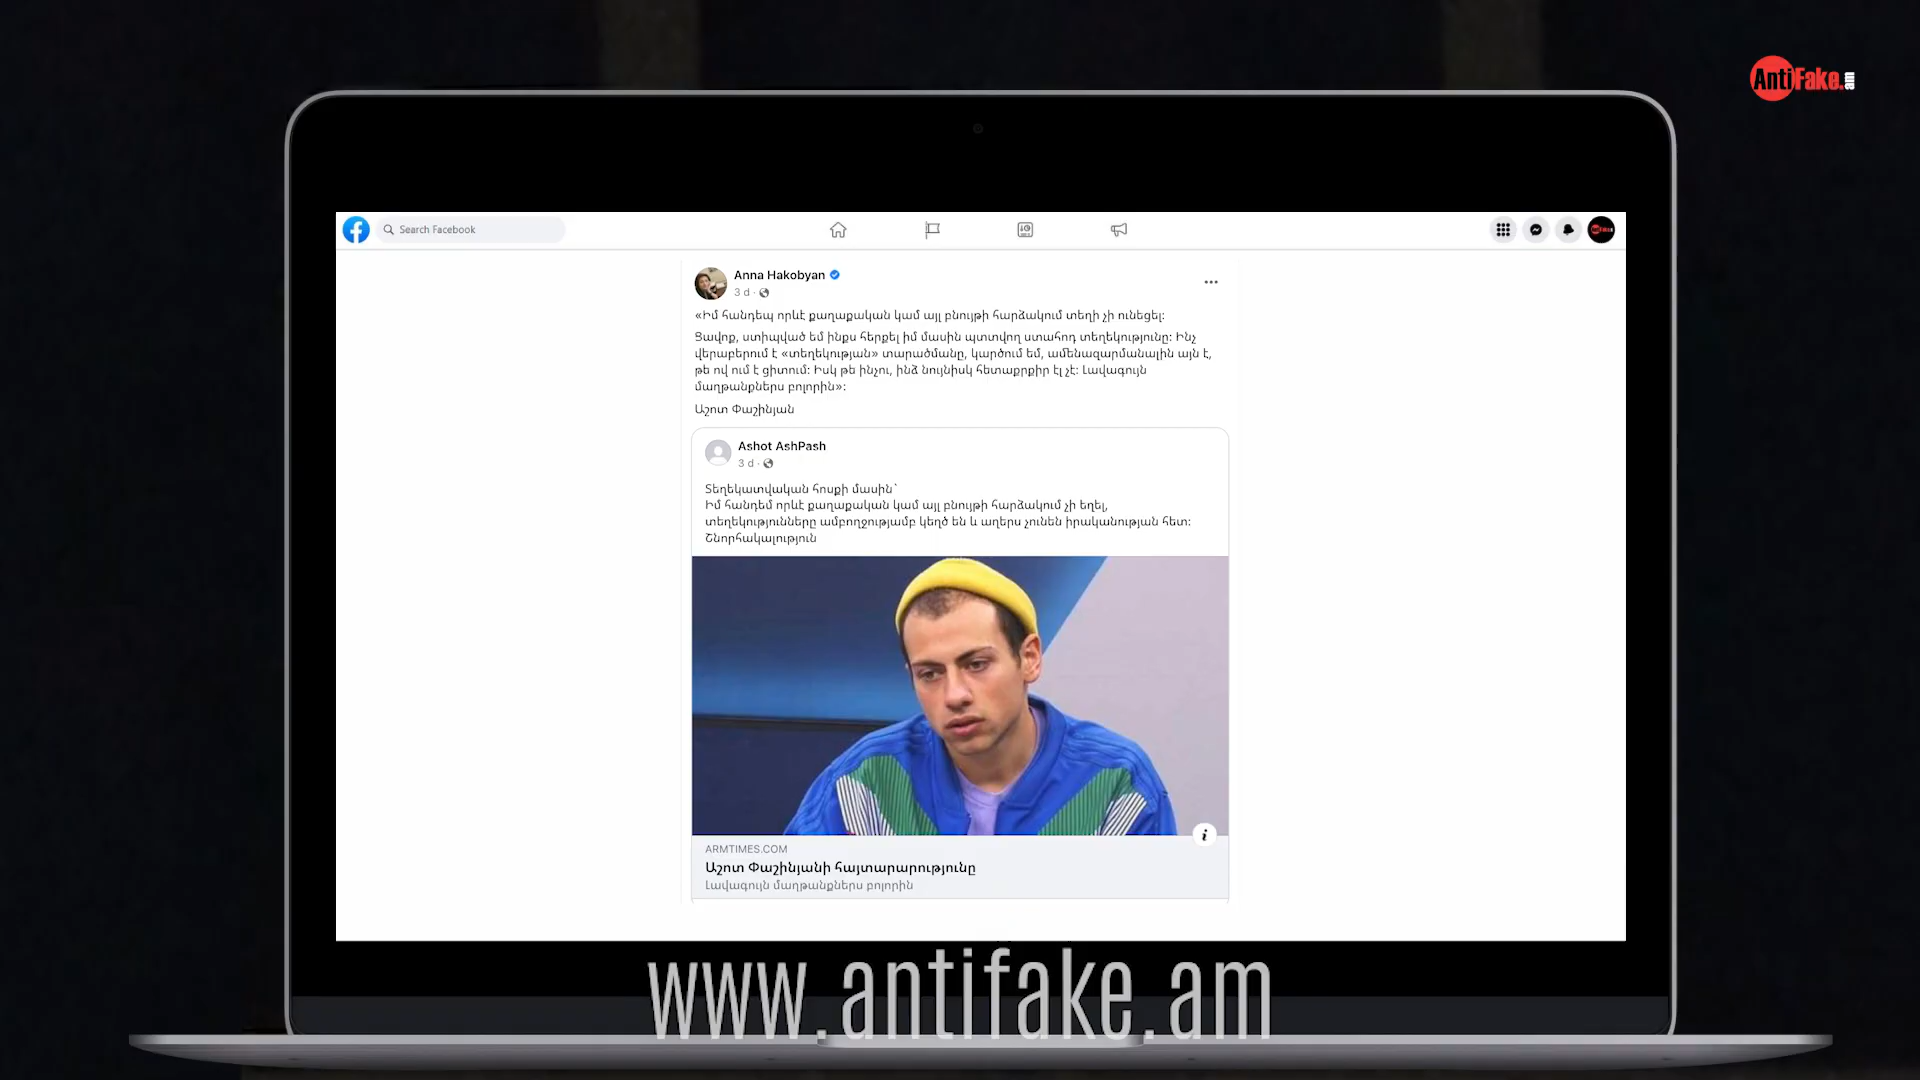 AntiFake.am
Search Facebook
Anna Hakobyan
3 d ·
«Իմ հանդեպ որևէ քաղաքական կամ այլ բնույթի հարձակում տեղի չի ունեցել:
Ցավոք, ստիպված եմ ինքս հերքել իմ մասին պտտվող ստահոդ տեղեկությունը: Ինչ
վերաբերում է «տեղեկության» տարածմանը, կարծում եմ, ամենազարմանալին այն է,
թե ով ում է ցիտում: Իսկ թե ինչու, ինձ նույնիսկ հետաքրքիր էլ չէ: Լավագույն
մաղթանքներս բոլորին»:
Աշոտ Փաշինյան
Ashot AshPash
3 d ·
Տեղեկատվական հոսքի մասին`
Իմ հանդեմ որևէ քաղաքական կամ այլ բնույթի հարձակում չի եղել,
տեղեկությունները ամբողջությամբ կեղծ են և աղերս չունեն իրականության հետ:
Շնորհակալություն
ARMTIMES.COM
Աշոտ Փաշինյանի հայտարարությունը
Լավագույն մաղթանքներս բոլորին
www.antifake.am